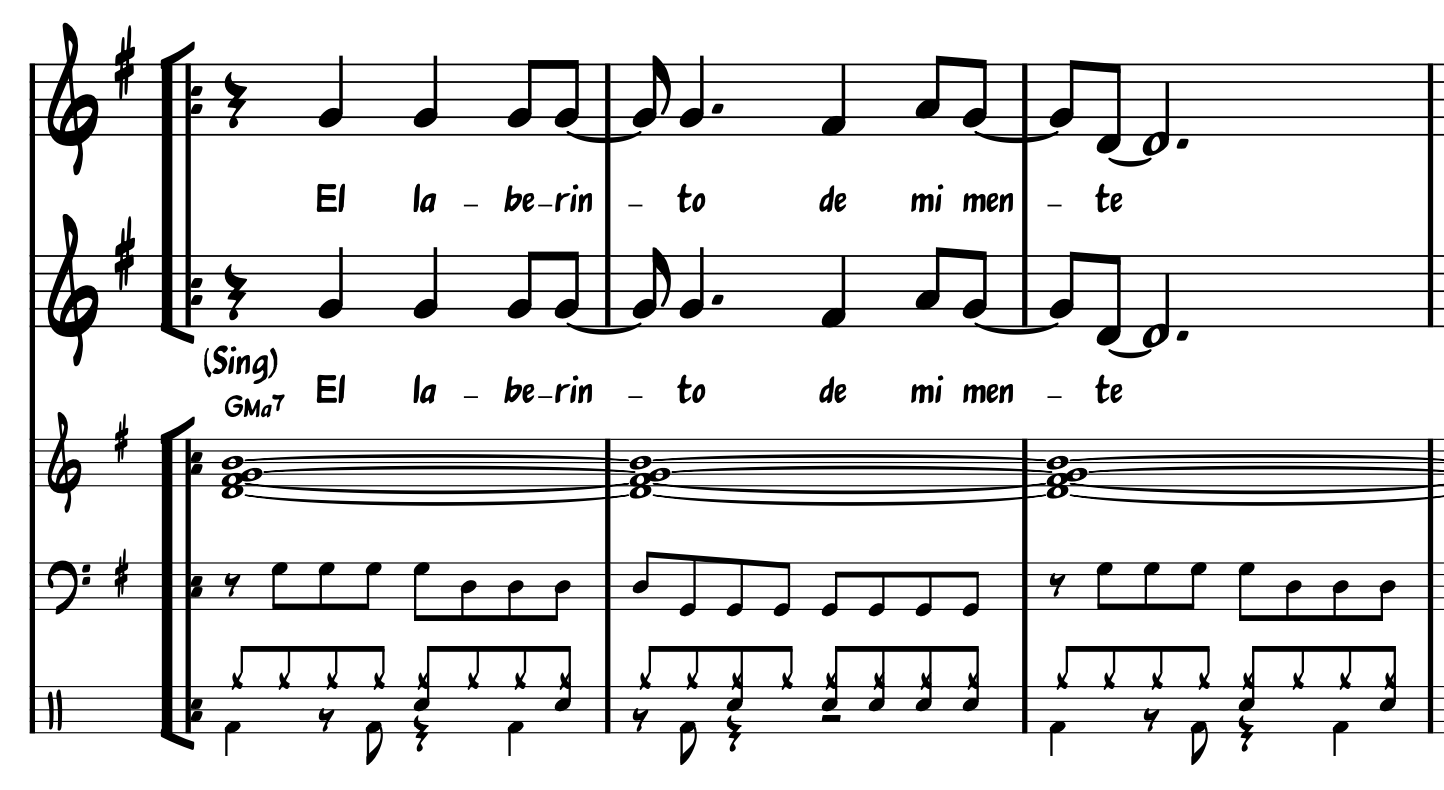 El la – be – rin – to de mi men – te
(Sing)
El la – be – rin – to de mi men – te
GMa7